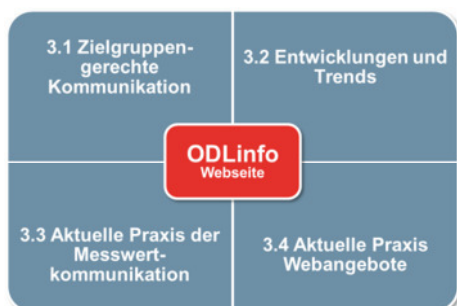 3.1 Zielgruppen-
gerechte
Kommunikation
3.2 Entwicklungen und
Trends
ODLinfo
Webseite
3.3 Aktuelle Praxis der
Messwert-
kommunikation
3.4 Aktuelle Praxis
Webangebote